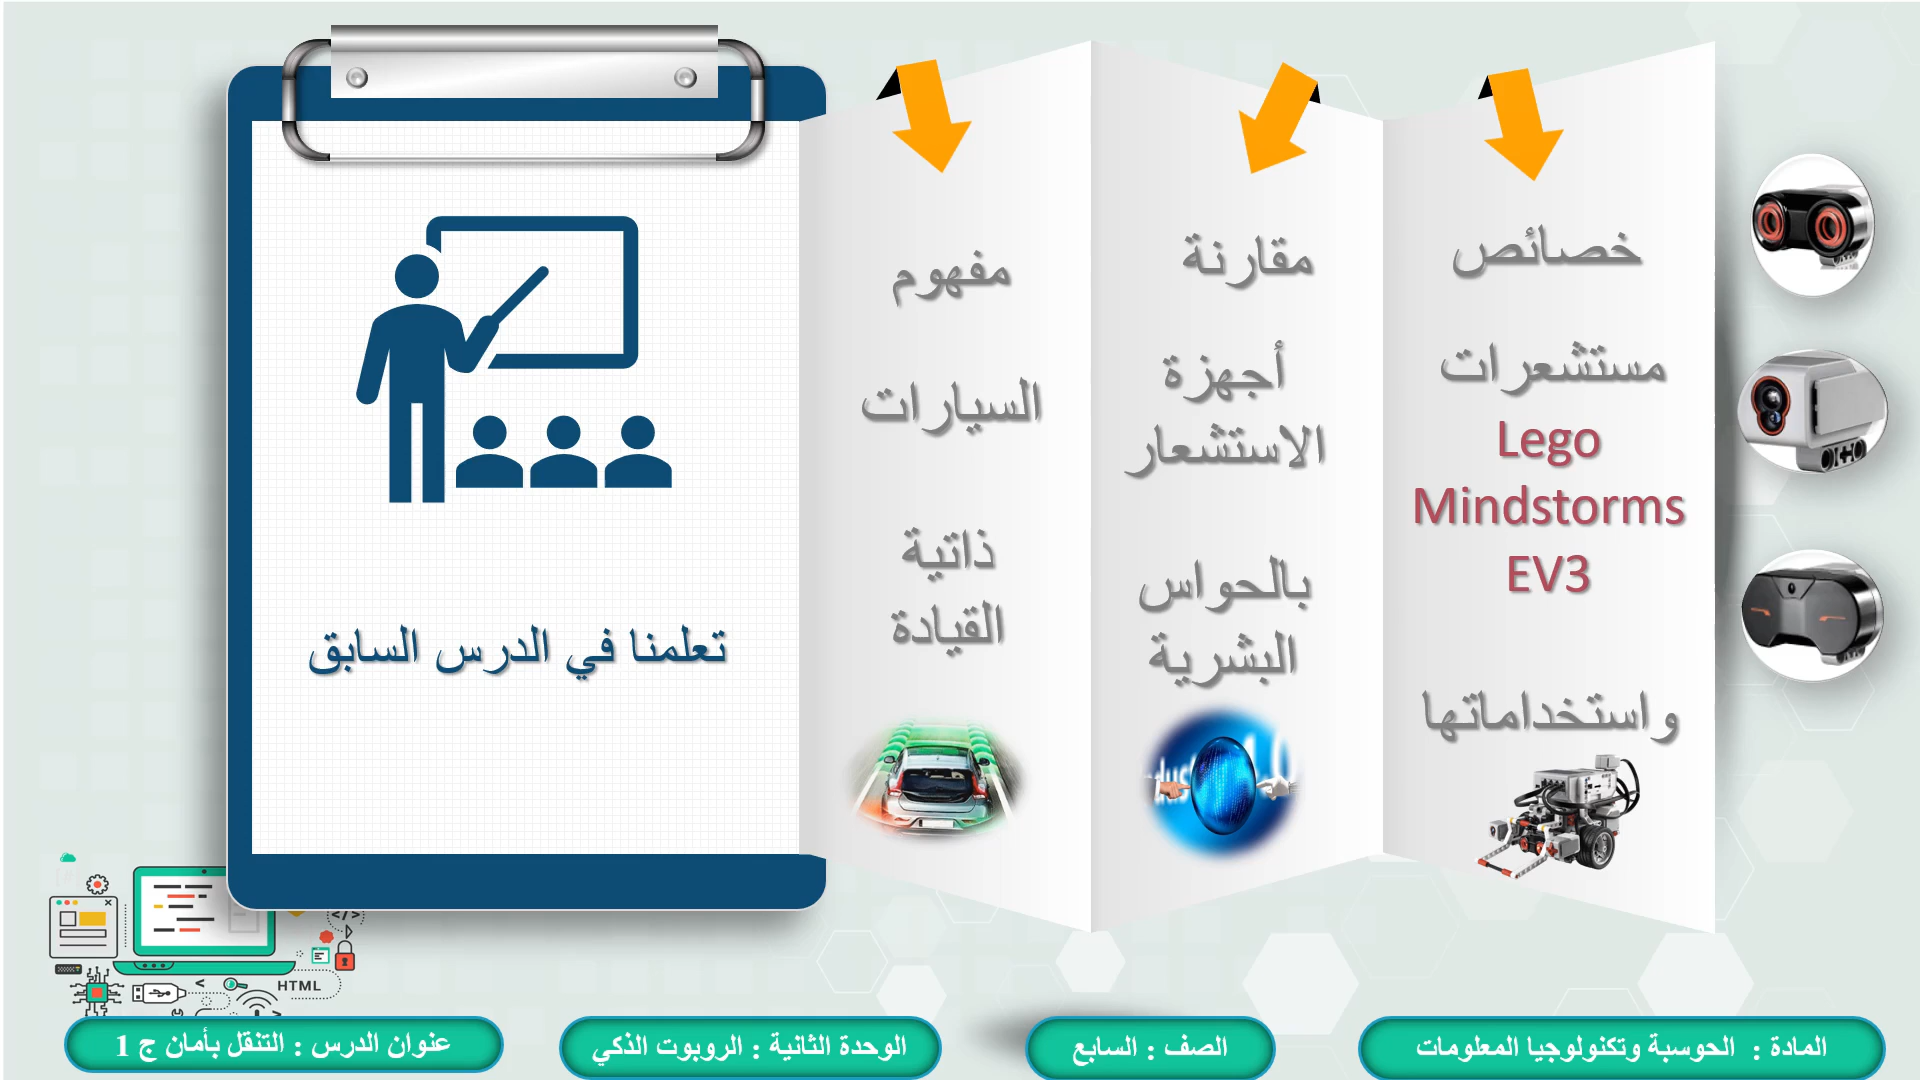 خصائص
مستشعرات
Lego
Mindstorms
EV3
واستخداماتها
مقارنة
أجهزة
الاستشعار
بالحواس
البشرية
مفهوم
السيارات
ذاتية
القيادة
تعلمنا في الدرس السابق
</>
HTML
المادة : الحوسبة وتكنولوجيا المعلومات
الصف : السابع
الوحدة الثانية : الروبوت الذكي
عنوان الدرس : التنقل بأمان ج 1